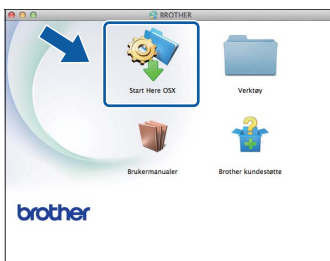 BROTHER
Start Here OSX
Verktøy
Brukermanualer
Brother kundestøtte
brother